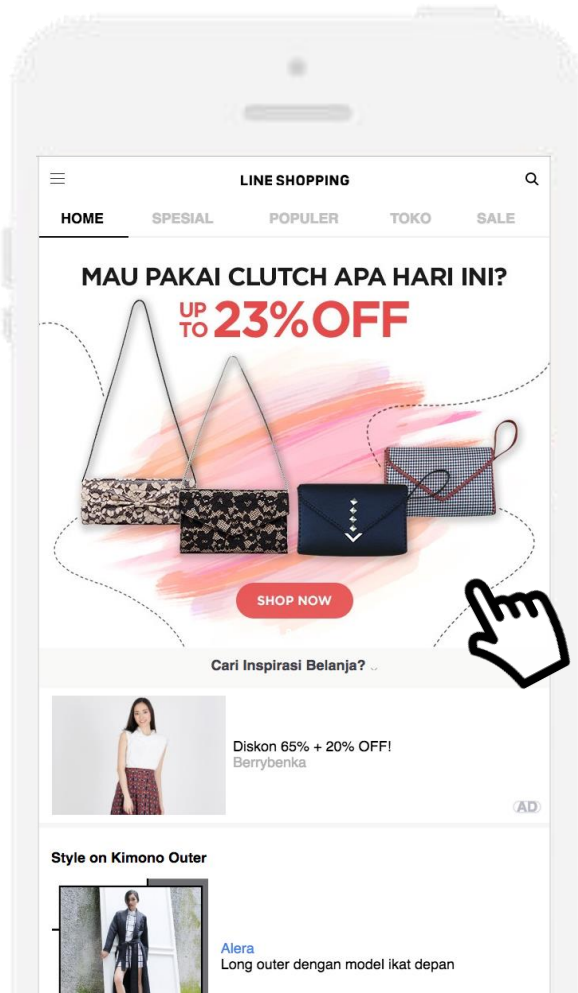 LINE SHOPPING
HOME SPESIAL POPULER TOKO SALE
MAU PAKAI CLUTCH APA HARI INI?
UP TO 23% OFF
SHOP NOW
Cari Inspirasi Belanja? ..
Diskon 65% + 20% OFF!
Berrybenka
AD
Style on Kimono Outer
Alera
Long outer dengan model ikat depan